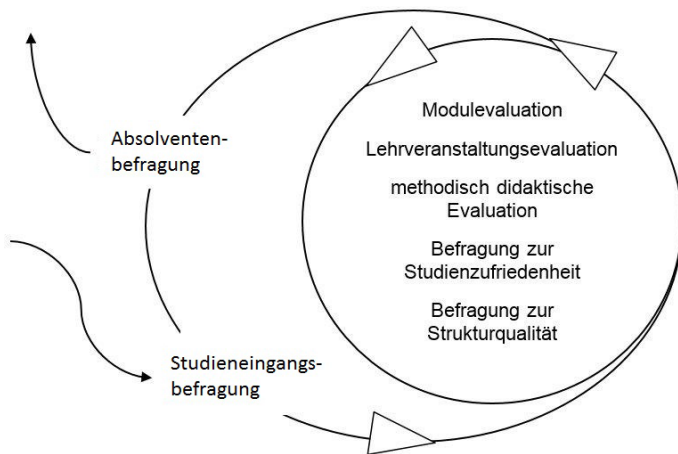 Absolventen-
befragung
Studieneingangs-
befragung
Modulevaluation
Lehrveranstaltungsevaluation
methodisch didaktische
Evaluation
Befragung zur
Studienzufriedenheit
Befragung zur
Strukturqualität